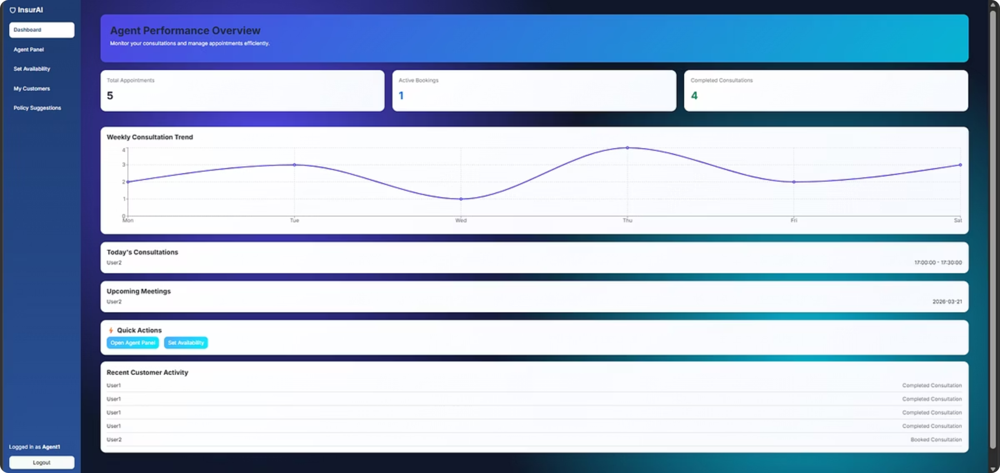 InsurAI
Dashboard
Agent Panel
Set Availability
My Customers
Policy Suggestions
Logged in as Agent1
Logout
Agent Performance Overview
Monitor your consultations and manage appointments efficiently.
Total Appointments
5
Active Bookings
1
Completed Consultations
4
Weekly Consultation Trend
4
3
2
1
0
Mon Tue Wed Thu Fri Sat
Today's Consultations
User2 17:00:00 - 17:30:00
Upcoming Meetings
User2 2026-03-21
Quick Actions
Open Agent Panel Set Availability
Recent Customer Activity
User1 Completed Consultation
User1 Completed Consultation
User1 Completed Consultation
User1 Completed Consultation
User2 Booked Consultation